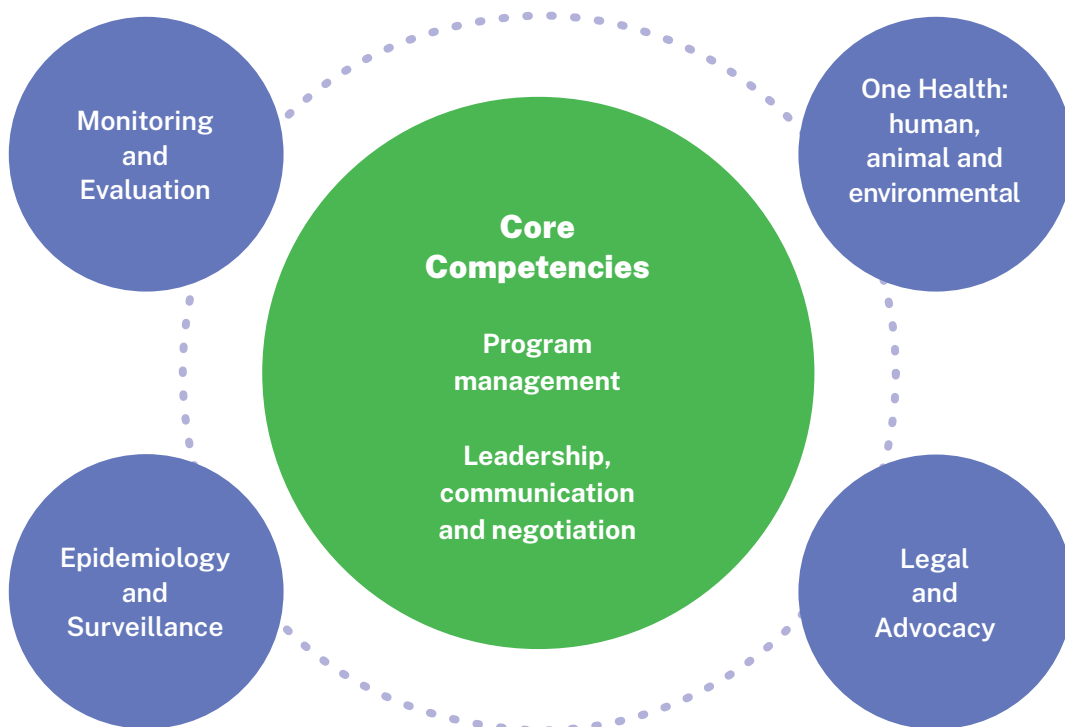 Monitoring
and
Evaluation
One Health:
human,
animal and
environmental
Core
Competencies
Program
management
Leadership,
communication
and negotiation
Epidemiology
and
Surveillance
Legal
and
Advocacy